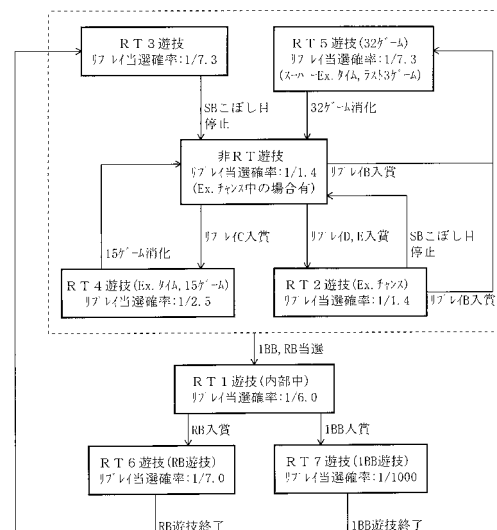 RT3遊技
リプレイ当選確率:1/7.3
RT5遊技(32ゲーム)
リプレイ当選確率:1/7.3
(スーパーEx.タイム,ラスト3ゲーム)
SBこぼし目
停止
32ゲーム消化
非RT遊技
リプレイ当選確率:1/1.4
(Ex.チャンス中の場合有)
リプレイB入賞
15ゲーム消化
リプレイC入賞
リプレイD,E入賞
SBこぼし目
停止
RT4遊技(Ex.タイム,15ゲーム)
リプレイ当選確率:1/2.5
RT2遊技(Ex.チャンス)
リプレイ当選確率:1/1.4
リプレイB入賞
1BB,RB当選
RT1遊技(内部中)
リプレイ当選確率:1/6.0
RB入賞
1BB入賞
RT6遊技(RB遊技)
リプレイ当選確率:1/7.0
RT7遊技(1BB遊技)
リプレイ当選確率:1/1000
RB遊技終了
1BB遊技終了